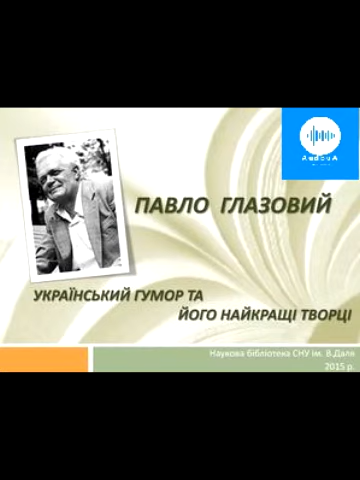 ПАВЛО ГЛАЗОВИЙ
УКРАЇНСЬКИЙ ГУМОР ТА
ЙОГО НАЙКРАЩІ ТВОРЦІ
Наукова бібліотека СНУ ім. В.Даля
2015 р.